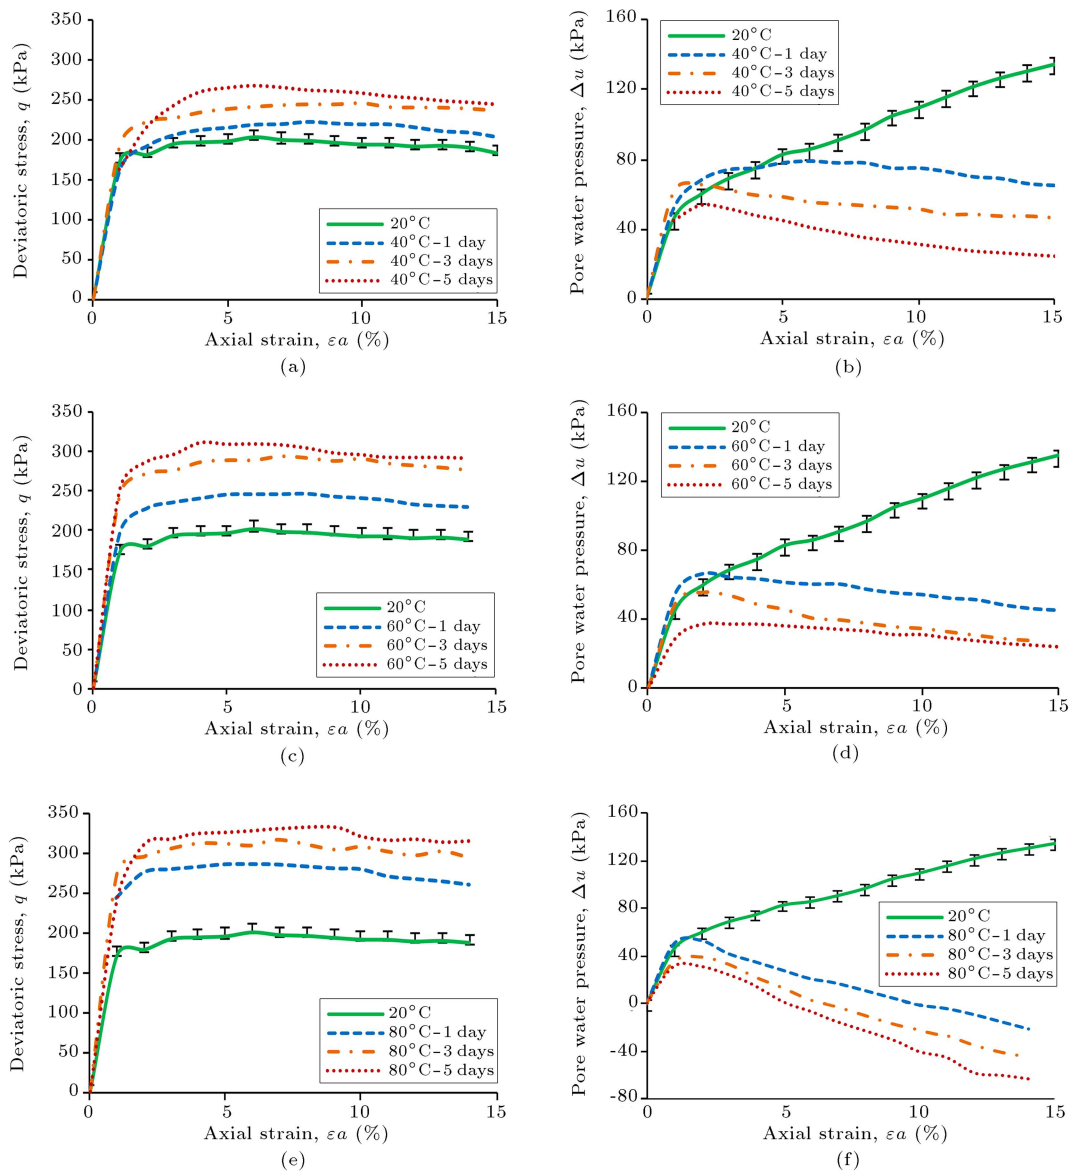 350
300
250
200
150
100
50
0
Deviatoric stress, q (kPa)
20°C
40°C-1 day
40°C-3 days
40°C-5 days
0 5 10 15
Axial strain, εa (%)
(a)
160
120
80
40
0
Pore water pressure, Δu (kPa)
20°C
40°C-1 day
40°C-3 days
40°C-5 days
0 5 10 15
Axial strain, εa (%)
(b)
350
300
250
200
150
100
50
0
Deviatoric stress, q (kPa)
20°C
60°C-1 day
60°C-3 days
60°C-5 days
0 5 10 15
Axial strain, εa (%)
(c)
160
120
80
40
0
Pore water pressure, Δu (kPa)
20°C
60°C-1 day
60°C-3 days
60°C-5 days
0 5 10 15
Axial strain, εa (%)
(d)
350
300
250
200
150
100
50
0
Deviatoric stress, q (kPa)
20°C
80°C-1 day
80°C-3 days
80°C-5 days
0 5 10 15
Axial strain, εa (%)
(e)
160
120
80
40
0
-40
-80
Pore water pressure, Δu (kPa)
20°C
80°C-1 day
80°C-3 days
80°C-5 days
0 5 10 15
Axial strain, εa (%)
(f)